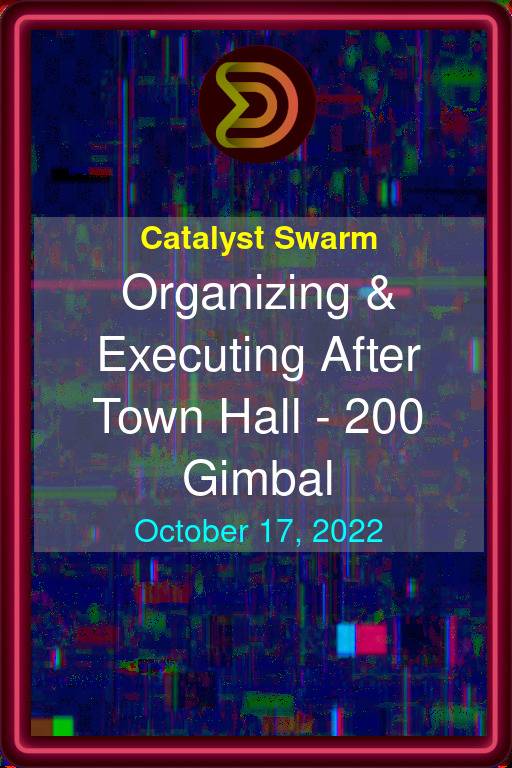 Catalyst Swarm
Organizing &
Executing After
Town Hall - 200
Gimbal
October 17, 2022